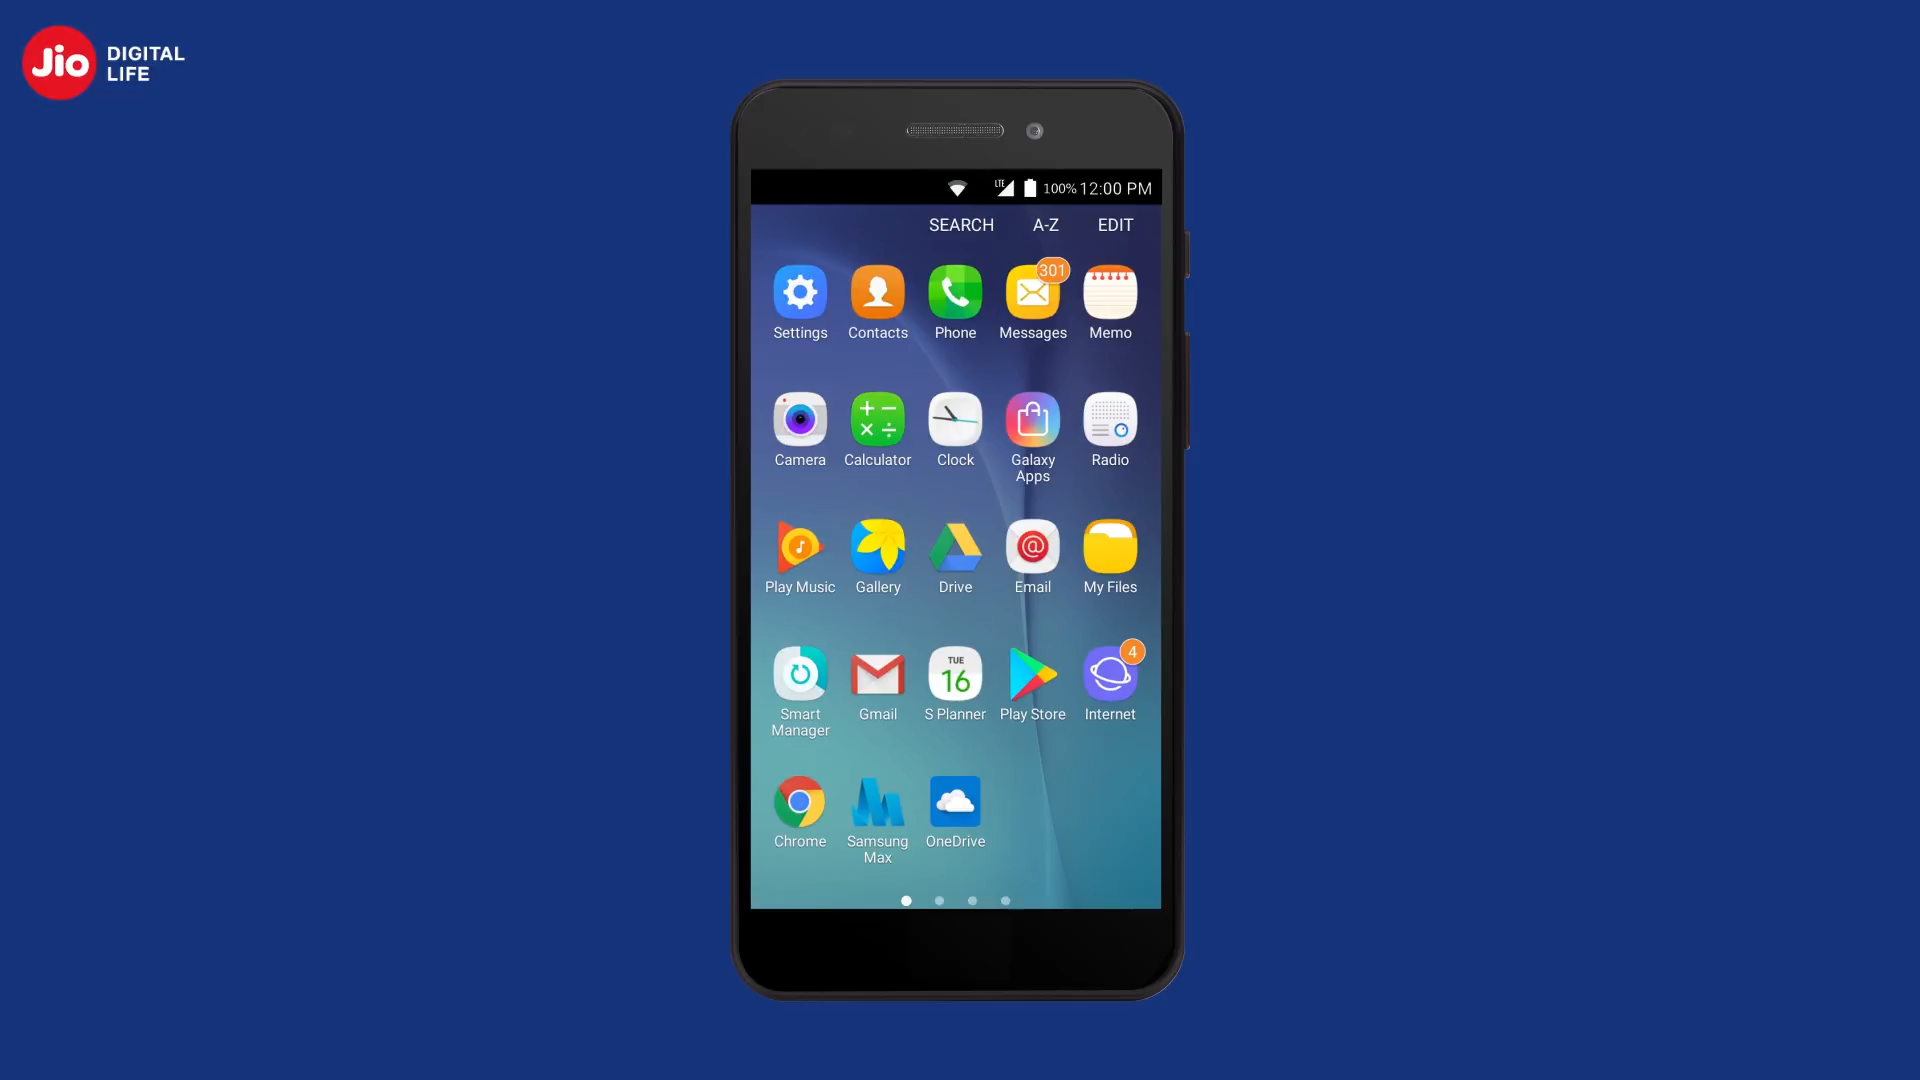 Jio DIGITAL
LIFE
LTE 100% 12:00 PM
SEARCH A-Z EDIT
301
Settings Contacts Phone Messages Memo
Camera Calculator Clock Galaxy Apps Radio
Play Music Gallery Drive Email My Files
4
TUE
16
Smart Manager Gmail S Planner Play Store Internet
Chrome Samsung Max OneDrive